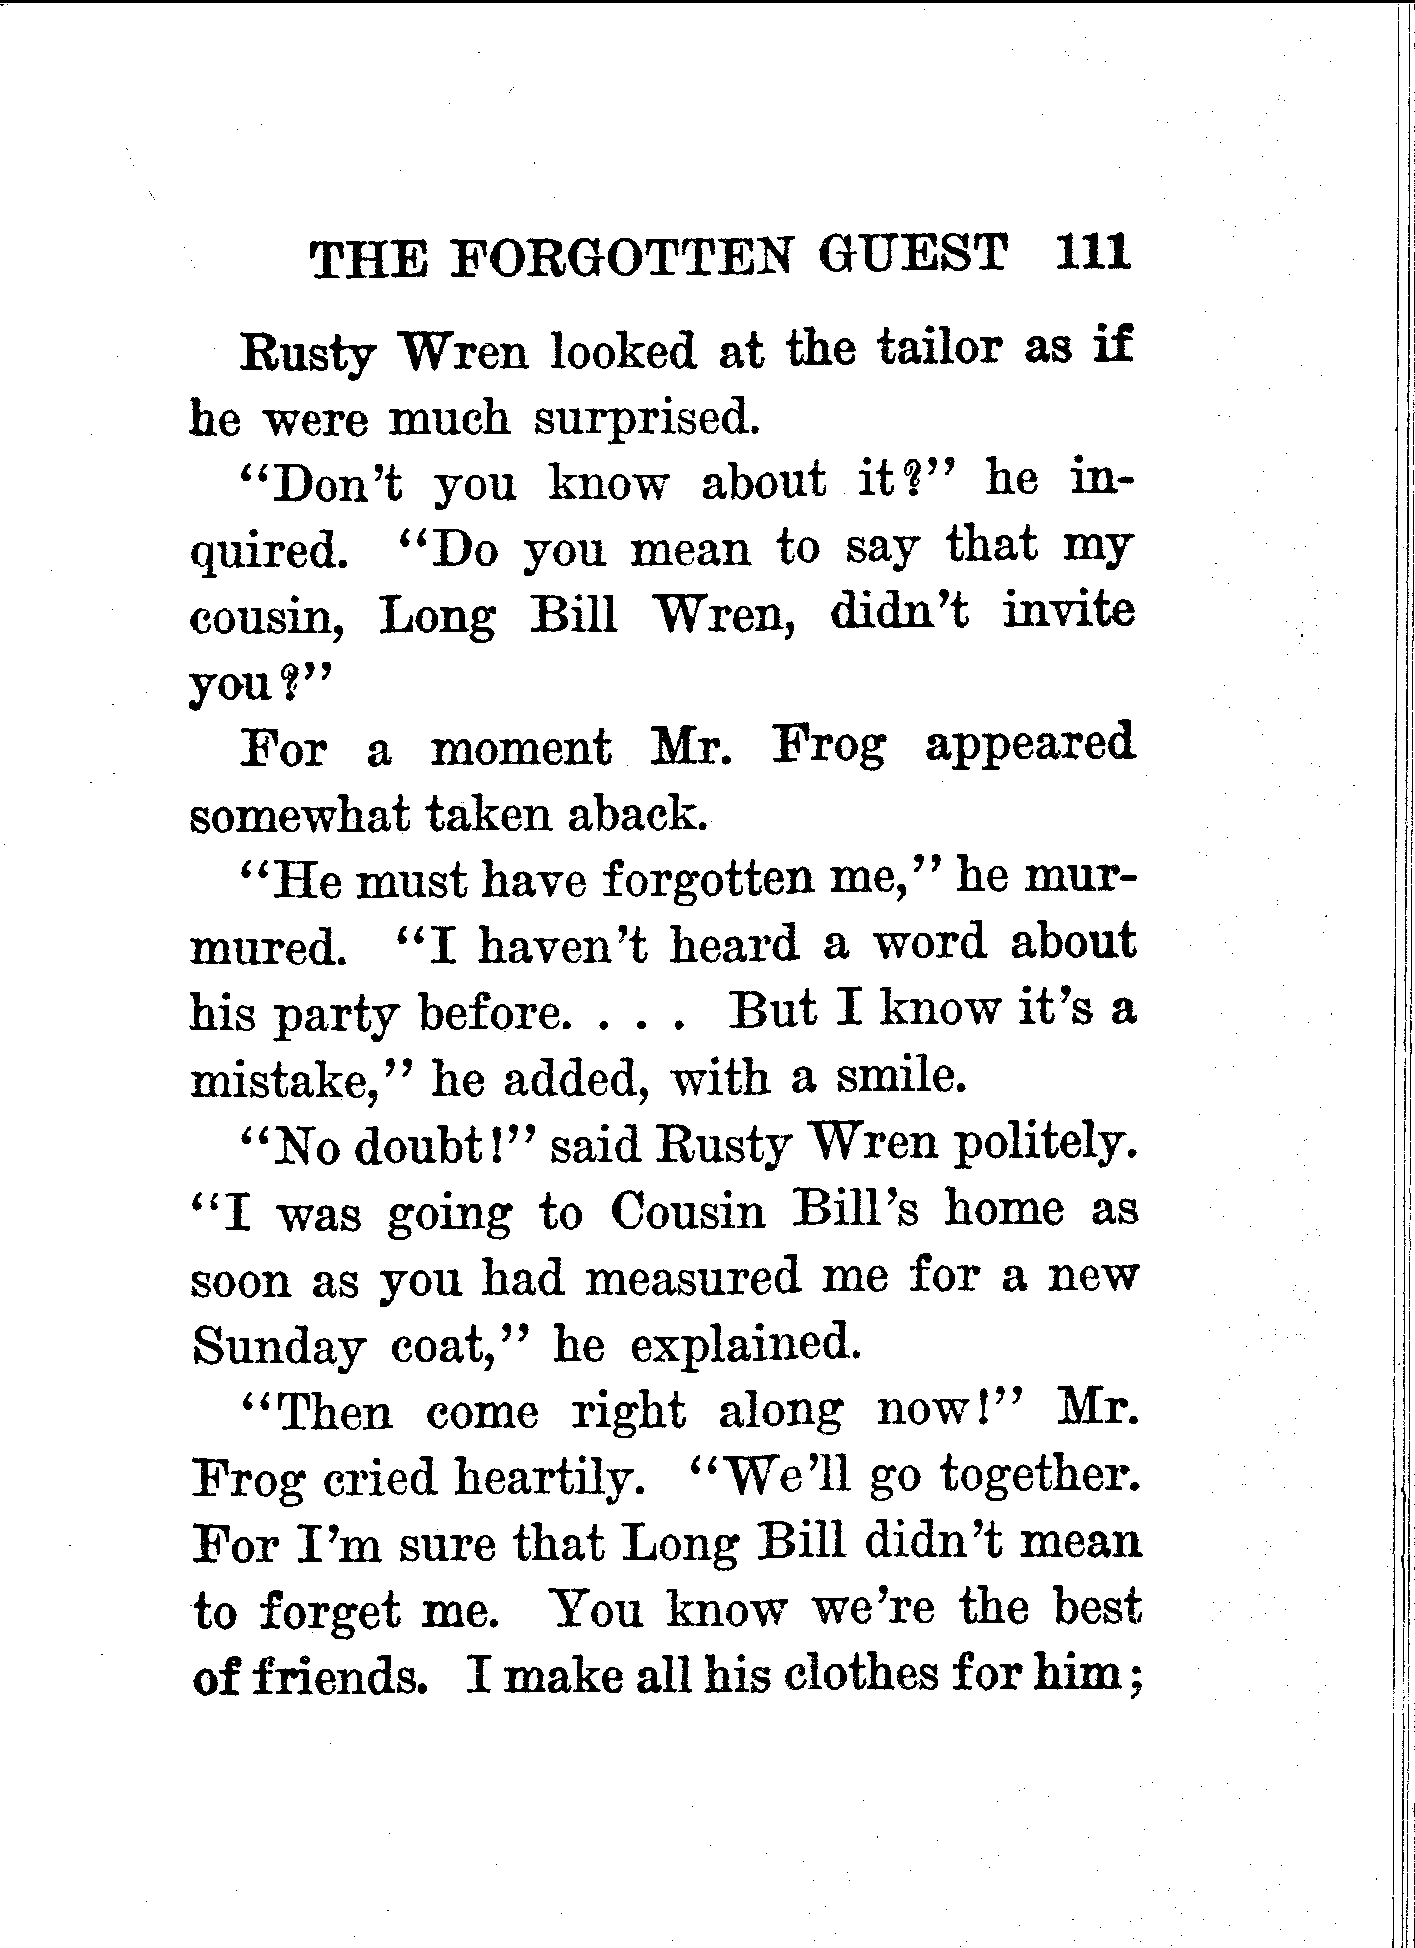 THE FORGOTTEN GUEST 111
Rusty Wren looked at the tailor as if
he were much surprised.
"Don't you know about it?" he in-
quired. "Do you mean to say that my
cousin, Long Bill Wren, didn't invite
you?"
For a moment Mr. Frog appeared
somewhat taken aback.
"He must have forgotten me," he mur-
mured. "I haven't heard a word about
his party before. . . . But I know it's a
mistake," he added, with a smile.
"No doubt!" said Rusty Wren politely.
"I was going to Cousin Bill's home as
soon as you had measured me for a new
Sunday coat," he explained.
"Then come right along now!" Mr.
Frog cried heartily. "We'll go together.
For I'm sure that Long Bill didn't mean
to forget me. You know we're the best
of friends. I make all his clothes for him;